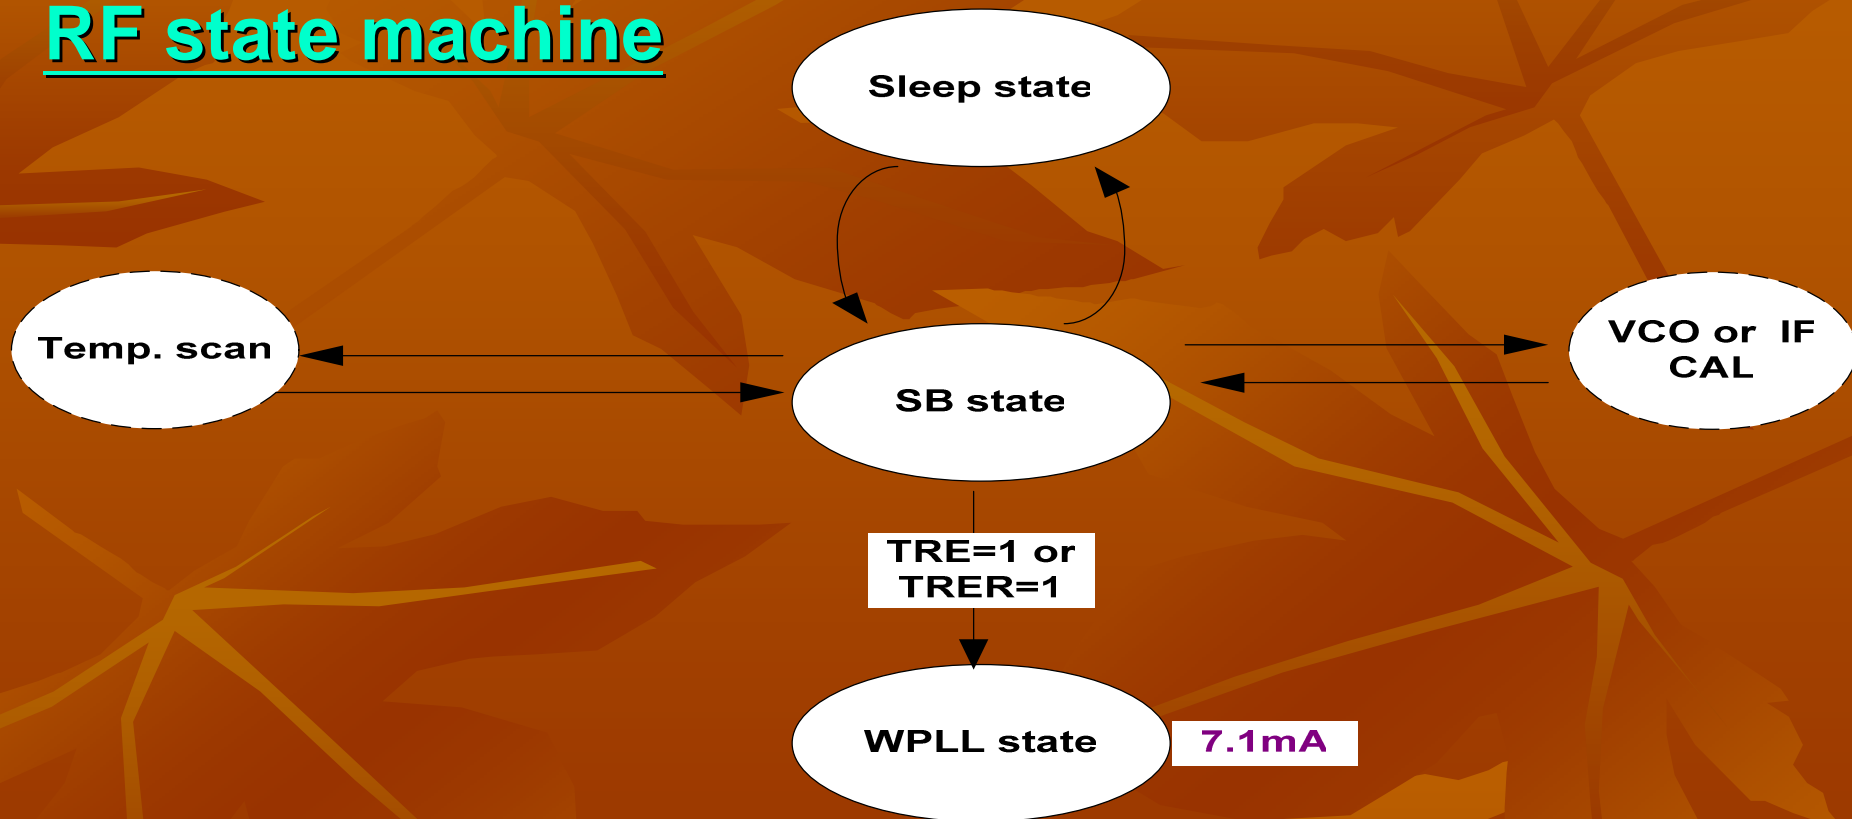 RF state machine
Sleep state
Temp. scan
SB state
VCO or IF
CAL
TRE=1 or
TRER=1
WPLL state
7.1mA